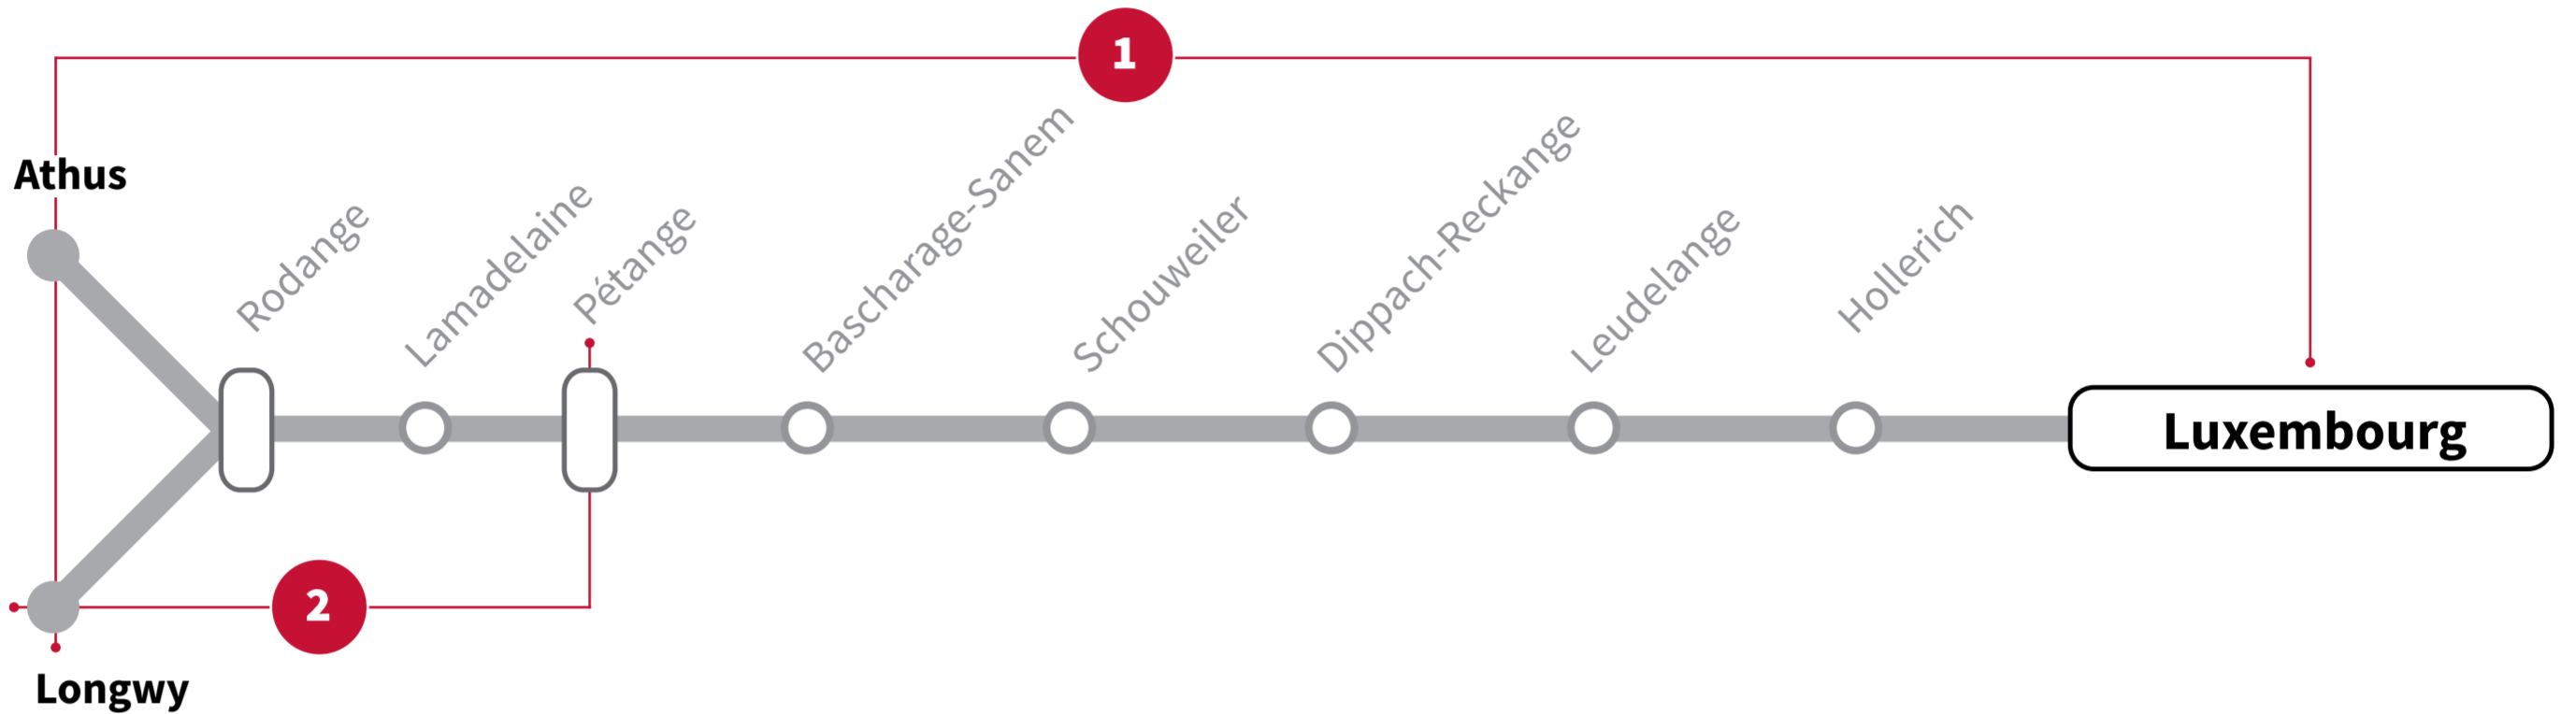 1
Athus
Rodange
Lamadelaine
Pétange
Bascharage-Sanem
Schouweiler
Dippach-Reckange
Leudelange
Hollerich
Luxembourg
2
Longwy